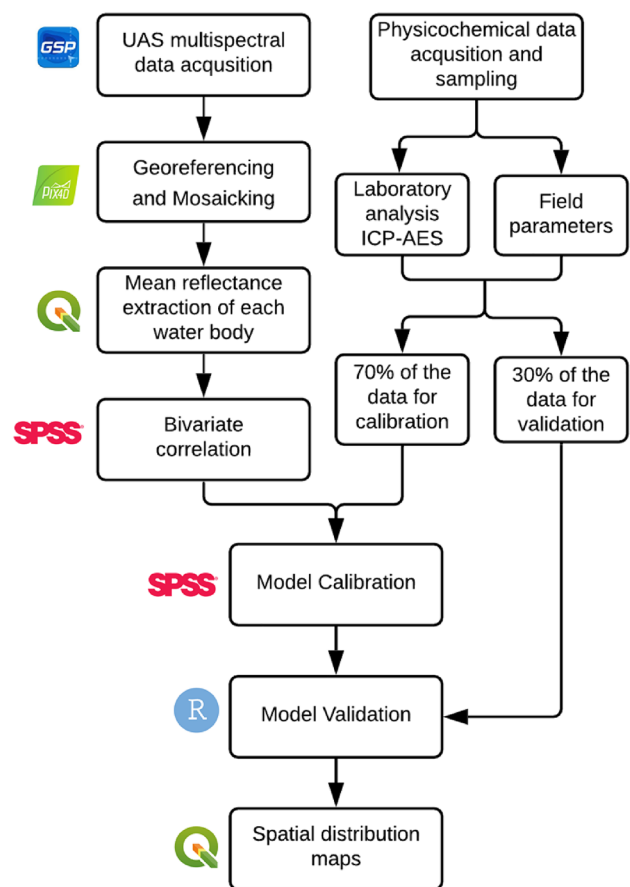 GSP
UAS multispectral
data acqusition
Physicochemical data
acqusition and
sampling
PIX4D
Georeferencing
and Mosaicking
Laboratory
analysis
ICP-AES
Field
parameters
Mean reflectance
extraction of each
water body
70% of the
data for
calibration
30% of the
data for
validation
SPSS
Bivariate
correlation
SPSS
Model Calibration
R
Model Validation
Spatial distribution
maps